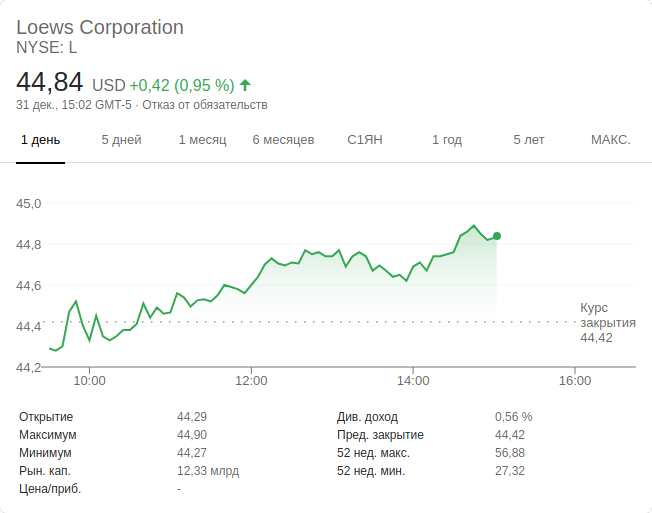 Loews Corporation
NYSE: L
44,84 USD +0,42 (0,95 %)
31 дек., 15:02 GMT-5 · Отказ от обязательств
1 день 5 дней 1 месяц 6 месяцев С1ЯН 1 год 5 лет МАКС.
45,0
44,8
44,6
44,4
44,2
Курс
закрытия
44,42
10:00 12:00 14:00 16:00
Открытие 44,29 Див. доход 0,56 %
Максимум 44,90 Пред. закрытие 44,42
Минимум 44,27 52 нед. макс. 56,88
Рын. кап. 12,33 млрд 52 нед. мин. 27,32
Цена/приб. -